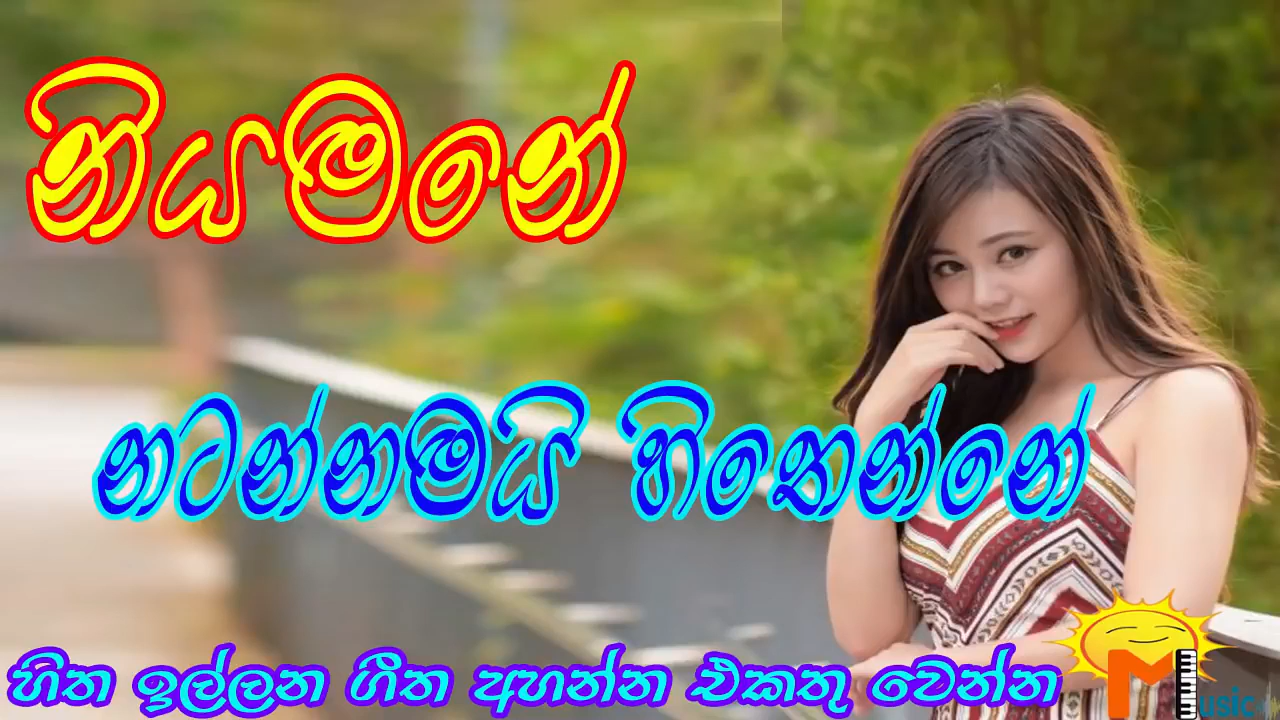 නියමනේ
නටන්නමයි හිතෙන්නේ
හිත ඉල්ලන ගීත අහන්න එකතු වෙන්න
Music